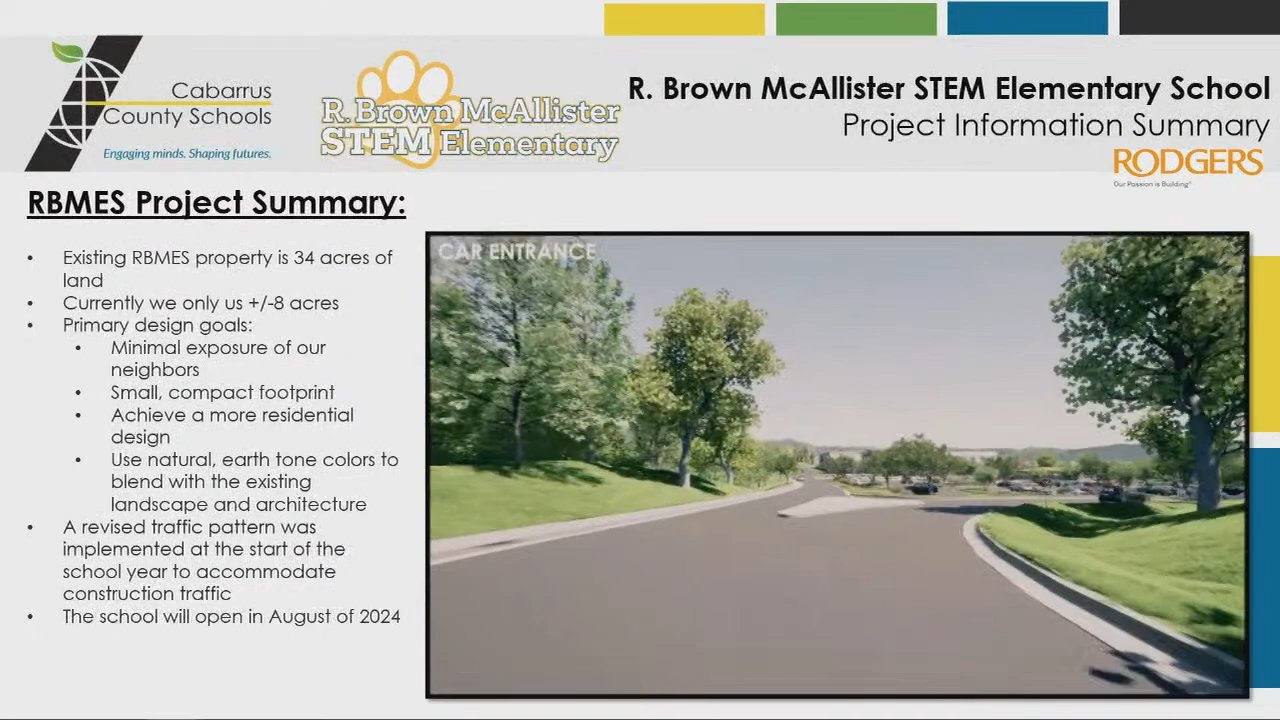 Cabarrus
County Schools
Engaging minds. Shaping futures.
R. Brown McAllister
STEM Elementary
R. Brown McAllister STEM Elementary School
Project Information Summary
RODGERS
Our Passion is Building®
RBMES Project Summary:
• Existing RBMES property is 34 acres of
land
• Currently we only us +/-8 acres
• Primary design goals:
• Minimal exposure of our
neighbors
• Small, compact footprint
• Achieve a more residential
design
• Use natural, earth tone colors to
blend with the existing
landscape and architecture
• A revised traffic pattern was
implemented at the start of the
school year to accommodate
construction traffic
• The school will open in August of 2024
CAR ENTRANCE